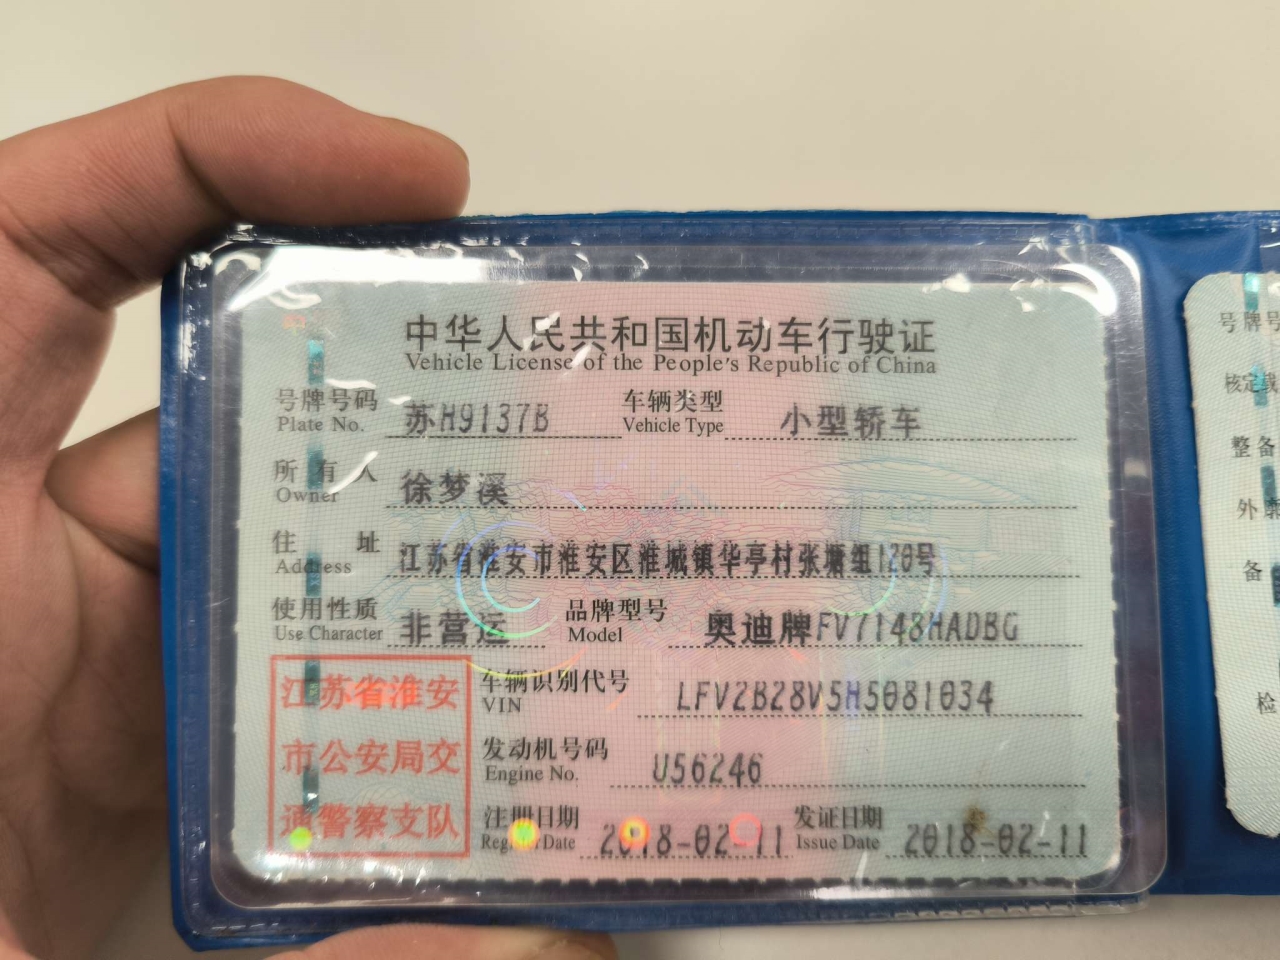 中华人民共和国机动车行驶证
Vehicle License of the People's Republic of China
号牌号码 苏H9137B 车辆类型 小型轿车
Plate No. Vehicle Type
所有人 徐梦溪
Owner
住址 江苏省淮安市淮安区淮城镇华亭村张塘组120号
Address
使用性质 非营运 品牌型号 奥迪牌FV7148HADBG
Use Character Model
江苏省淮安
市公安局交
通警察支队
车辆识别代号 LFV2B28V5H5081034
VIN
发动机号码 U56246
Engine No.
注册日期 2018-02-11 发证日期 2018-02-11
Register Date Issue Date
号牌号
核定载
整备
外廓
备
检